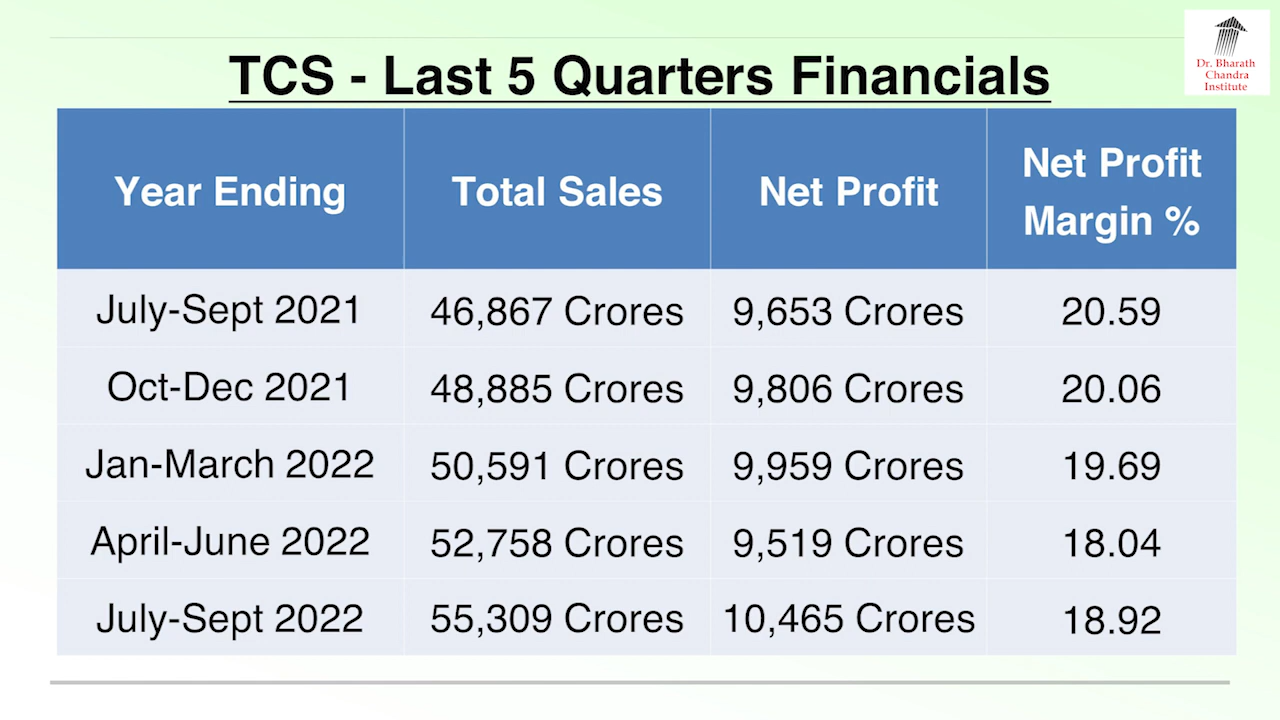 TCS - Last 5 Quarters Financials
Dr. Bharath
Chandra
Institute
Year Ending Total Sales Net Profit Net Profit Margin %
July-Sept 2021 46,867 Crores 9,653 Crores 20.59
Oct-Dec 2021 48,885 Crores 9,806 Crores 20.06
Jan-March 2022 50,591 Crores 9,959 Crores 19.69
April-June 2022 52,758 Crores 9,519 Crores 18.04
July-Sept 2022 55,309 Crores 10,465 Crores 18.92